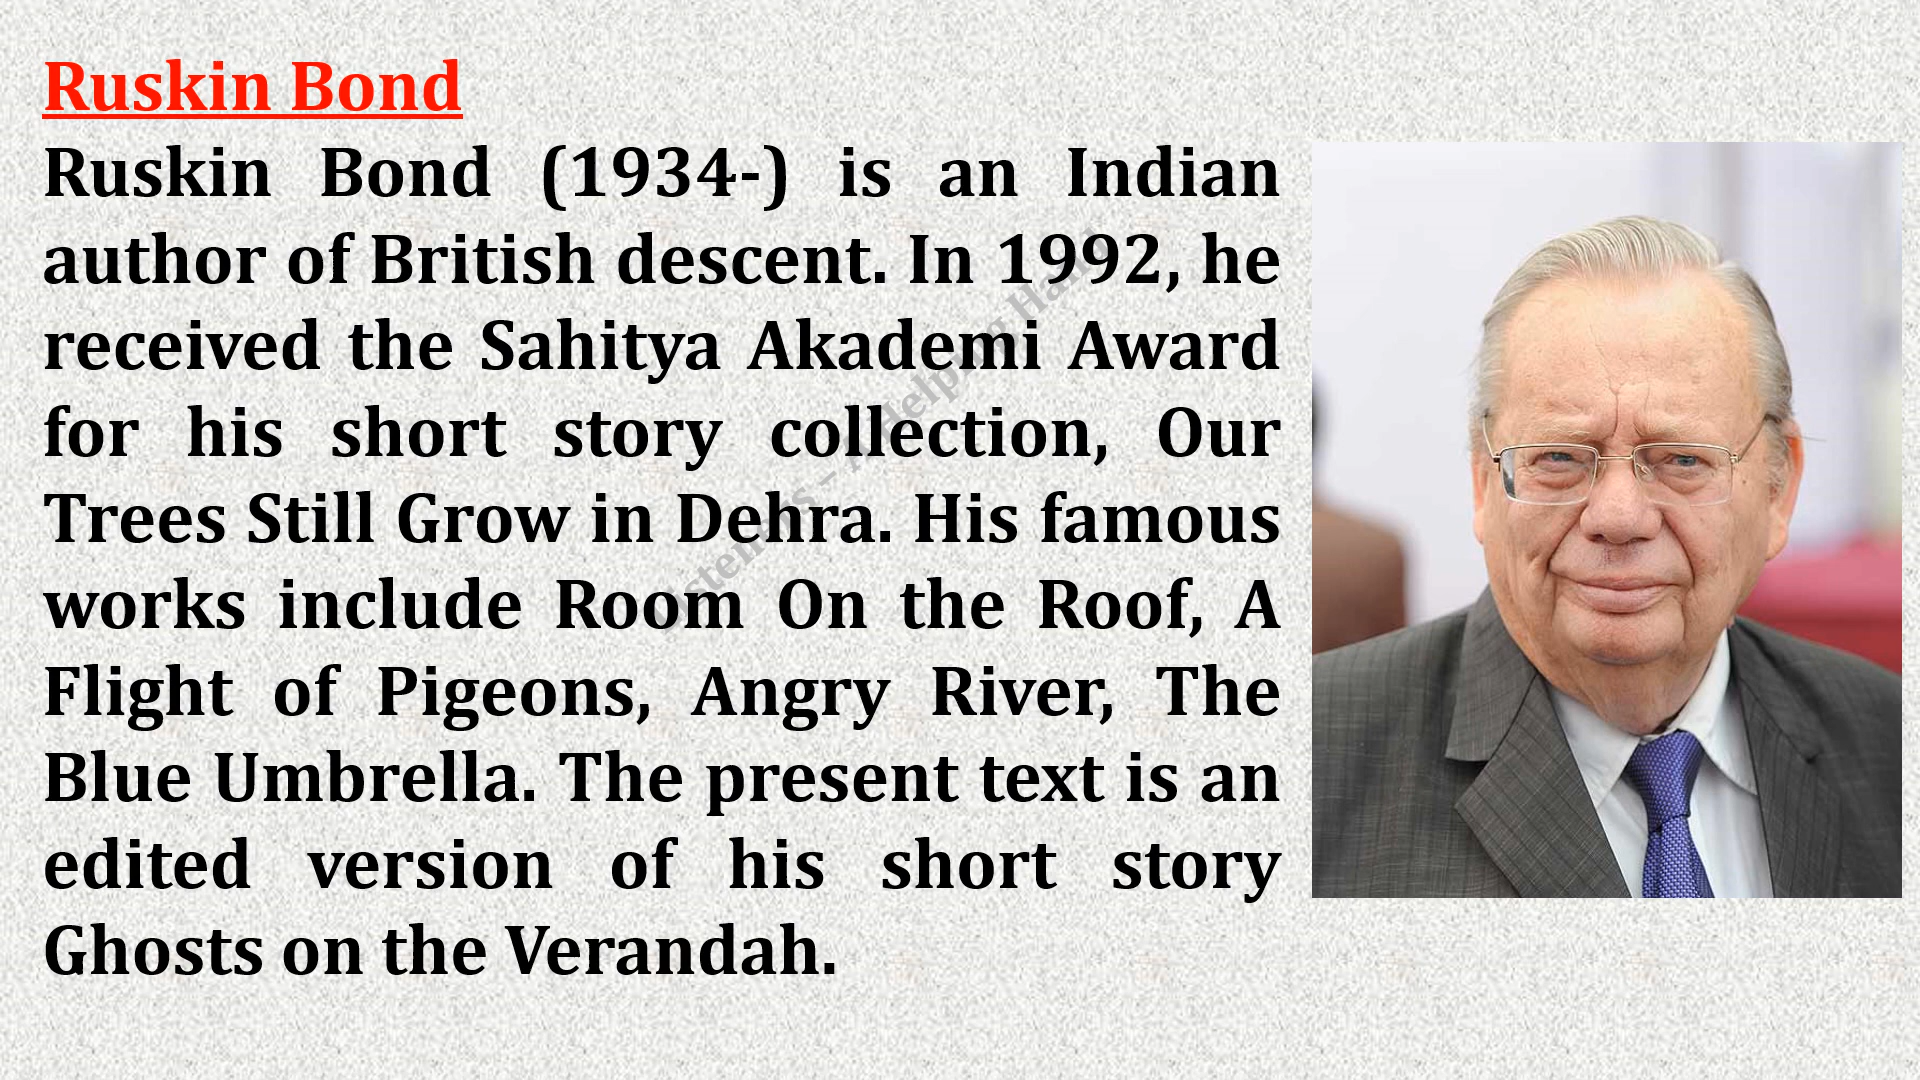 Ruskin Bond
Ruskin Bond (1934-) is an Indian
author of British descent. In 1992, he
received the Sahitya Akademi Award
for his short story collection, Our
Trees Still Grow in Dehra. His famous
works include Room On the Roof, A
Flight of Pigeons, Angry River, The
Blue Umbrella. The present text is an
edited version of his short story
Ghosts on the Verandah.